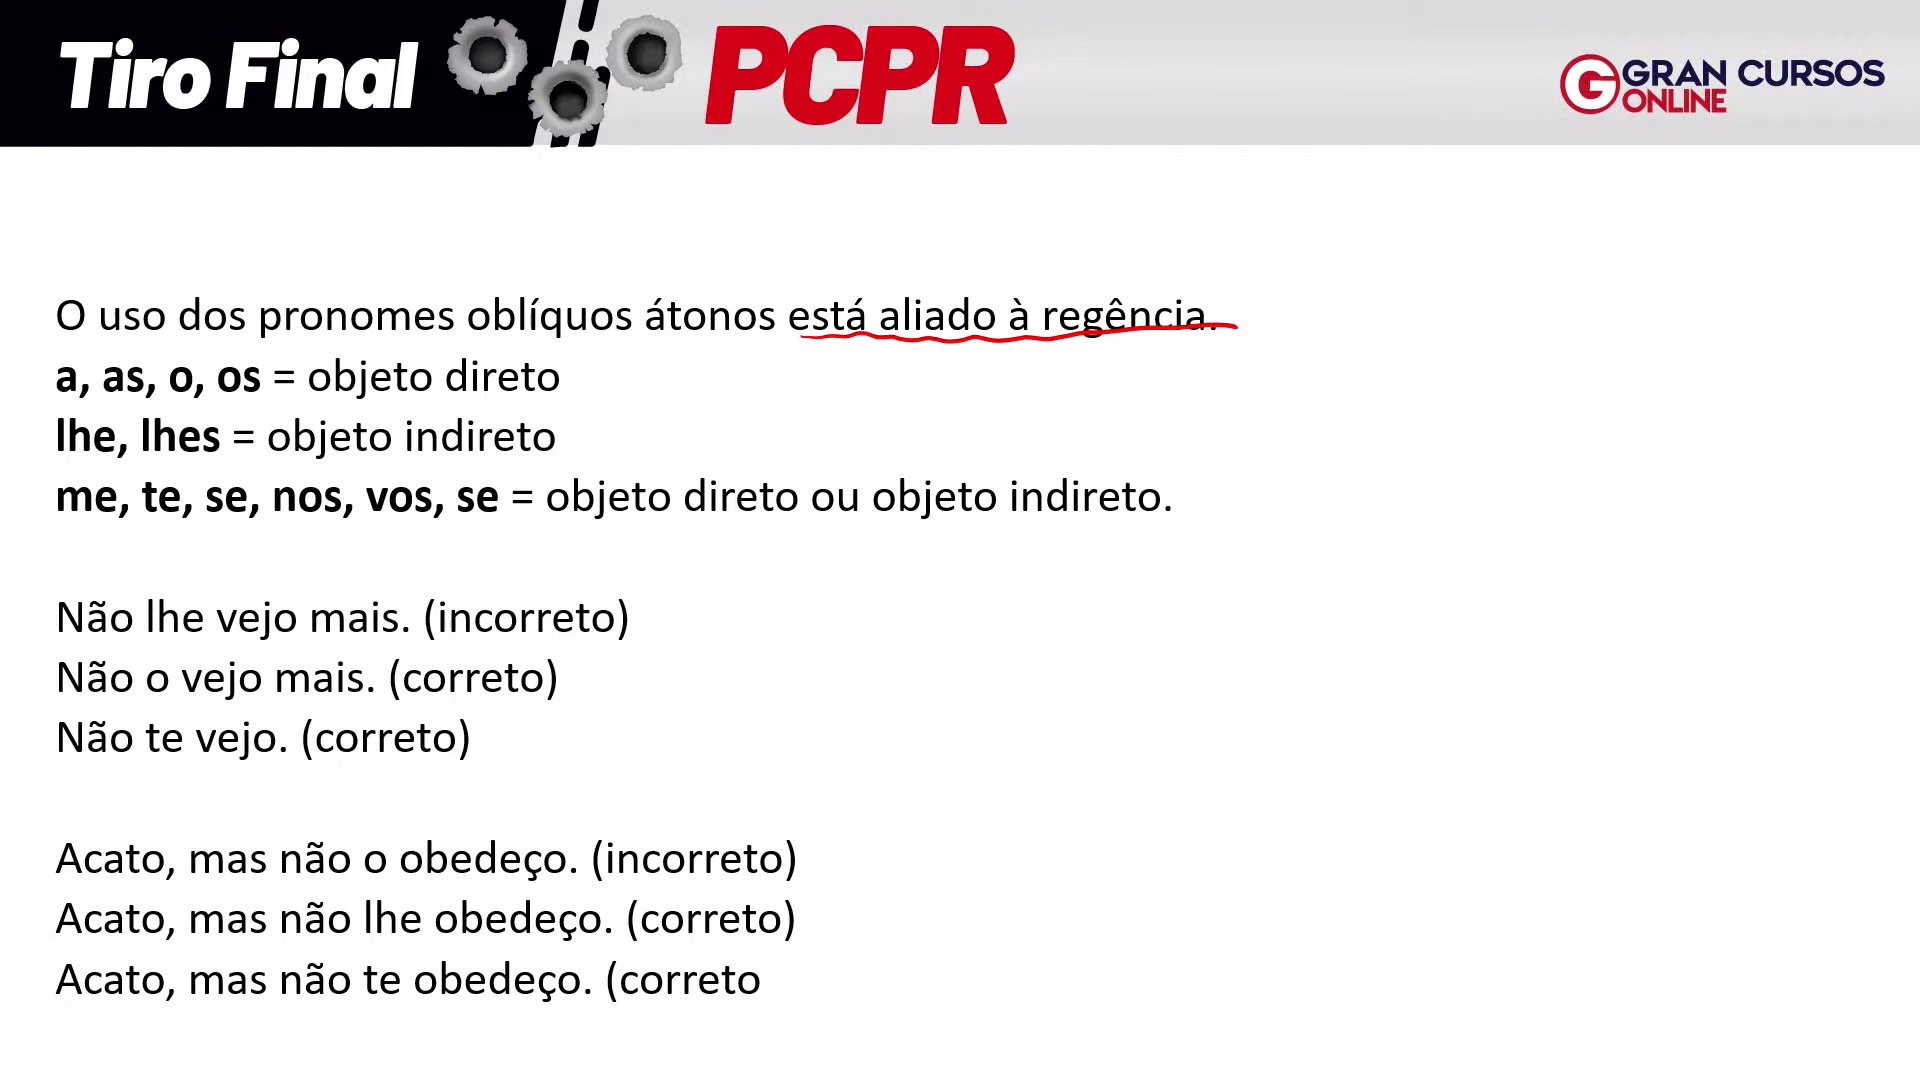 Tiro Final
PCPR
GRAN CURSOS
ONLINE
O uso dos pronomes oblíquos átonos está aliado à regência.
a, as, o, os = objeto direto
lhe, lhes = objeto indireto
me, te, se, nos, vos, se = objeto direto ou objeto indireto.
Não lhe vejo mais. (incorreto)
Não o vejo mais. (correto)
Não te vejo. (correto)
Acato, mas não o obedeço. (incorreto)
Acato, mas não lhe obedeço. (correto)
Acato, mas não te obedeço. (correto